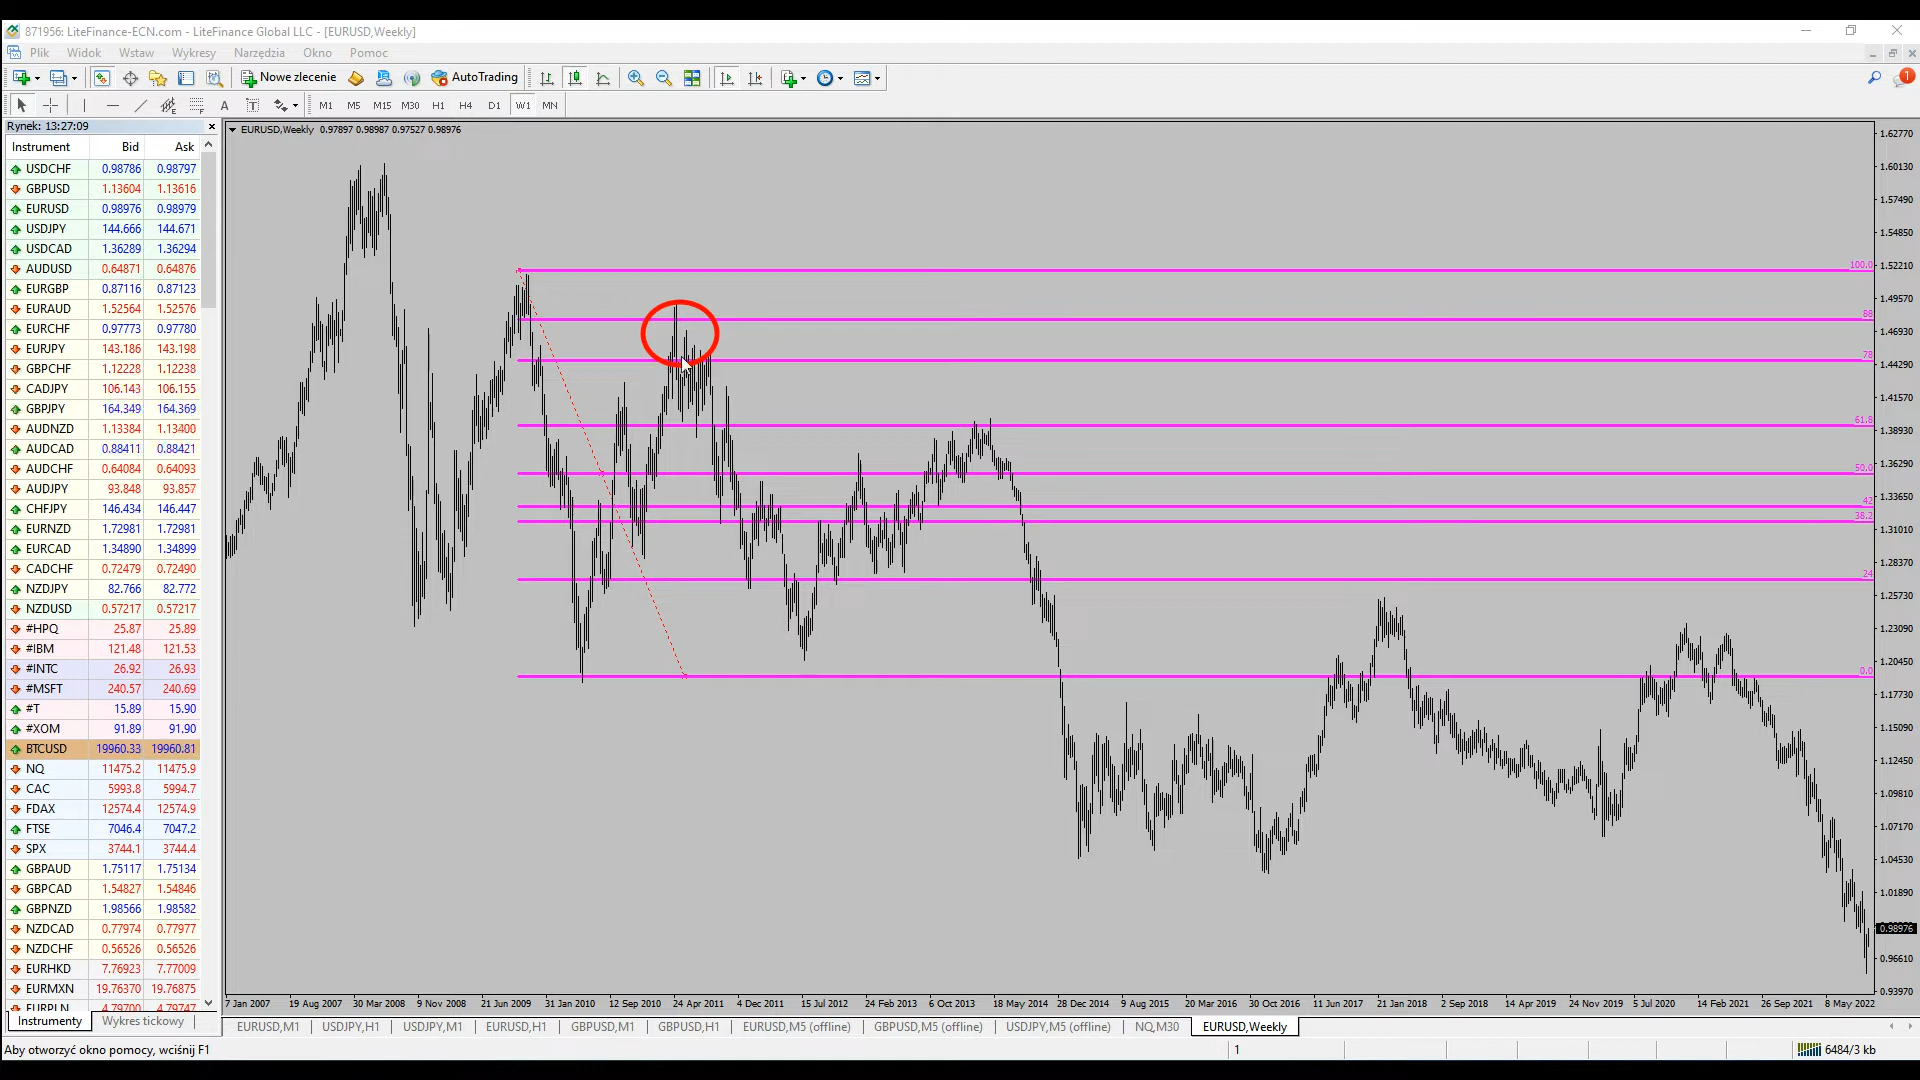 871956: LiteFinance-ECN.com - LiteFinance Global LLC - [EURUSD,Weekly]
Plik Widok Wstaw Wykresy Narzędzia Okno Pomoc
Nowe zlecenie AutoTrading
1
A T M1 M5 M15 M30 H1 H4 D1 W1 MN
Rynek: 13:27:09
Instrument Bid Ask
USDCHF 0.98786 0.98797
GBPUSD 1.13604 1.13616
EURUSD 0.98976 0.98979
USDJPY 144.666 144.671
USDCAD 1.36289 1.36294
AUDUSD 0.64871 0.64876
EURGBP 0.87116 0.87123
EURAUD 1.52564 1.52576
EURCHF 0.97773 0.97780
EURJPY 143.186 143.198
GBPCHF 1.12228 1.12238
CADJPY 106.143 106.155
GBPJPY 164.349 164.369
AUDNZD 1.13384 1.13400
AUDCAD 0.88411 0.88421
AUDCHF 0.64084 0.64093
AUDJPY 93.848 93.857
CHFJPY 146.434 146.447
EURNZD 1.72981 1.72981
EURCAD 1.34890 1.34899
CADCHF 0.72479 0.72490
NZDJPY 82.766 82.772
NZDUSD 0.57217 0.57217
#HPQ 25.87 25.89
#IBM 121.48 121.53
#INTC 26.92 26.93
#MSFT 240.57 240.69
#T 15.89 15.90
#XOM 91.89 91.90
BTCUSD 19960.33 19960.81
NQ 11475.2 11475.9
CAC 5993.8 5994.7
FDAX 12574.4 12574.9
FTSE 7046.4 7047.2
SPX 3744.1 3744.4
GBPAUD 1.75117 1.75134
GBPCAD 1.54827 1.54846
GBPNZD 1.98566 1.98582
NZDCAD 0.77974 0.77977
NZDCHF 0.56526 0.56526
EURHKD 7.76923 7.77009
EURMXN 19.76370 19.76875
EURPLN 4.79700 4.79747
Instrumenty Wykres tickowy
EURUSD,Weekly 0.97897 0.98987 0.97527 0.98976
100.0
88
78
61.8
50.0
42
38.2
24
0.0
1.62770
1.60130
1.57490
1.54850
1.52210
1.49570
1.46930
1.44290
1.41570
1.38930
1.36290
1.33650
1.31010
1.28370
1.25730
1.23090
1.20450
1.17730
1.15090
1.12450
1.09810
1.07170
1.04530
1.01890
0.98976
0.96610
0.93970
7 Jan 2007 19 Aug 2007 30 Mar 2008 9 Nov 2008 21 Jun 2009 31 Jan 2010 12 Sep 2010 24 Apr 2011 4 Dec 2011 15 Jul 2012 24 Feb 2013 6 Oct 2013 18 May 2014 28 Dec 2014 9 Aug 2015 20 Mar 2016 30 Oct 2016 11 Jun 2017 21 Jan 2018 2 Sep 2018 14 Apr 2019 24 Nov 2019 5 Jul 2020 14 Feb 2021 26 Sep 2021 8 May 2022
EURUSD,M1 USDJPY,H1 USDJPY,M1 EURUSD,H1 GBPUSD,M1 GBPUSD,H1 EURUSD,M5 (offline) GBPUSD,M5 (offline) USDJPY,M5 (offline) NQ,M30 EURUSD,Weekly
Aby otworzyć okno pomocy, wciśnij F1 1 6484/3 kb